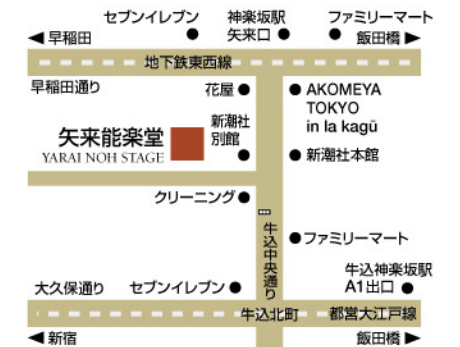 セブンイレブン
神楽坂駅
矢来口
ファミリーマート
早稲田
飯田橋
地下鉄東西線
早稲田通り
花屋
AKOMEYA
TOKYO
in la kagū
矢来能楽堂
YARAI NOH STAGE
新潮社
別館
新潮社本館
クリーニング
牛込中央通り
ファミリーマート
牛込神楽坂駅
A1出口
大久保通り
セブンイレブン
牛込北町
都営大江戸線
新宿
飯田橋